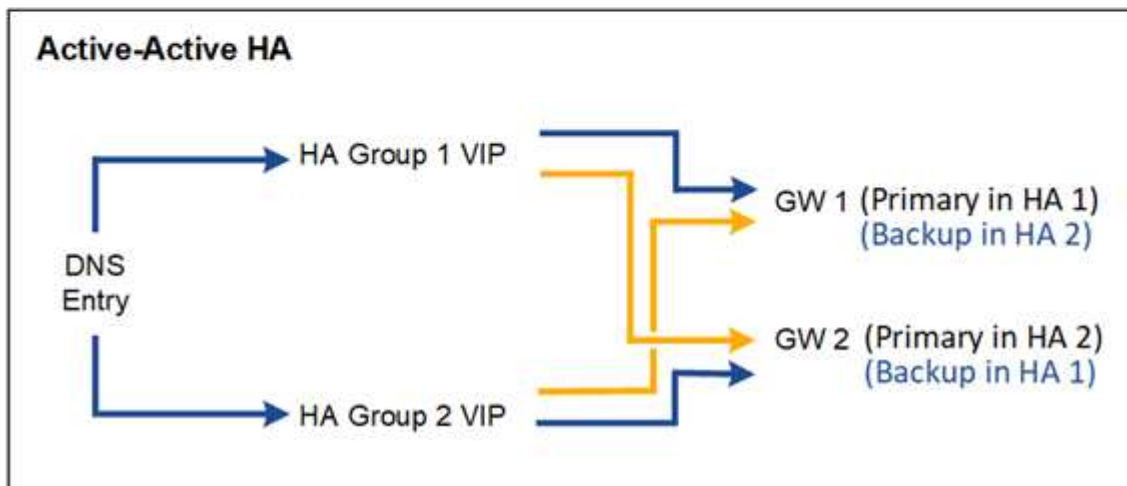 Active-Active HA
HA Group 1 VIP
GW 1 (Primary in HA 1)
(Backup in HA 2)
DNS
Entry
GW 2 (Primary in HA 2)
(Backup in HA 1)
HA Group 2 VIP